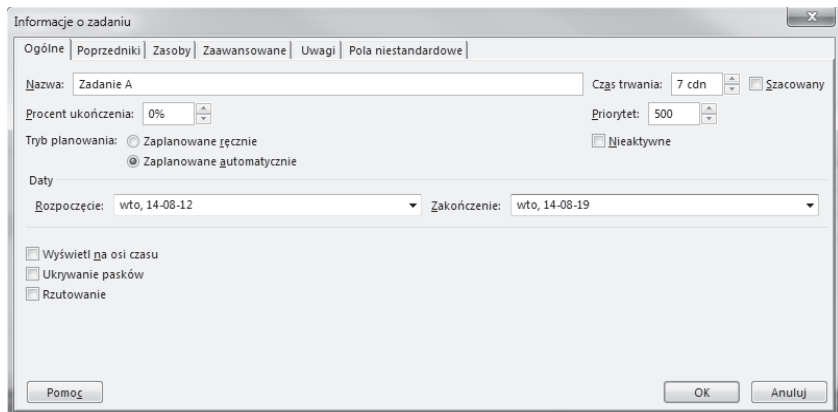 Informacje o zadaniu
Ogólne Poprzedniki Zasoby Zaawansowane Uwagi Pola niestandardowe
Nazwa: Zadanie A Czas trwania: 7 cdn Szacowany
Procent ukończenia: 0% Priorytet: 500
Tryb planowania: Zaplanowane ręcznie Nieaktywne
Zaplanowane automatycznie
Daty
Rozpoczęcie: wto, 14-08-12 Zakończenie: wto, 14-08-19
Wyświetl na osi czasu
Ukrywanie pasków
Rzutowanie
Pomoc OK Anuluj